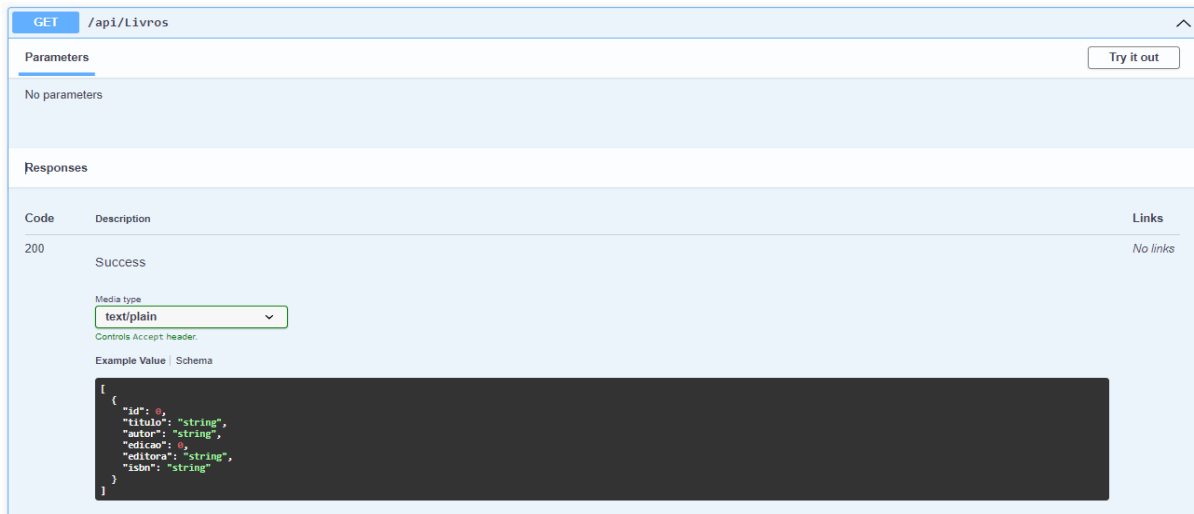 GET /api/Livros
Parameters Try it out
No parameters
Responses
Code Description Links
200 Success No links
Media type
text/plain
Controls Accept header.
Example Value Schema
[
  {
    "id": 0,
    "titulo": "string",
    "autor": "string",
    "edicao": 0,
    "editora": "string",
    "isbn": "string"
  }
]